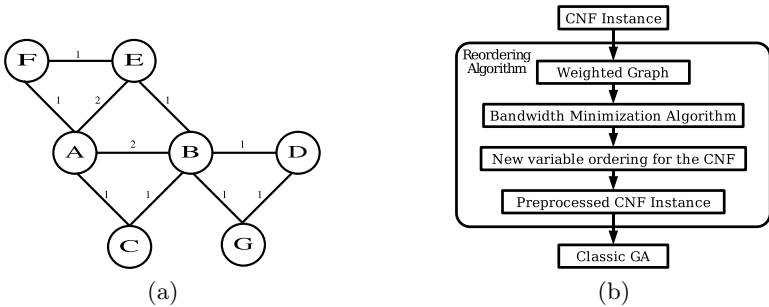 F
1
E
1
2
1
A
2
B
1
D
1
1
1
1
C
G
(a)
CNF Instance
Reordering
Algorithm
Weighted Graph
Bandwidth Minimization Algorithm
New variable ordering for the CNF
Preprocessed CNF Instance
Classic GA
(b)